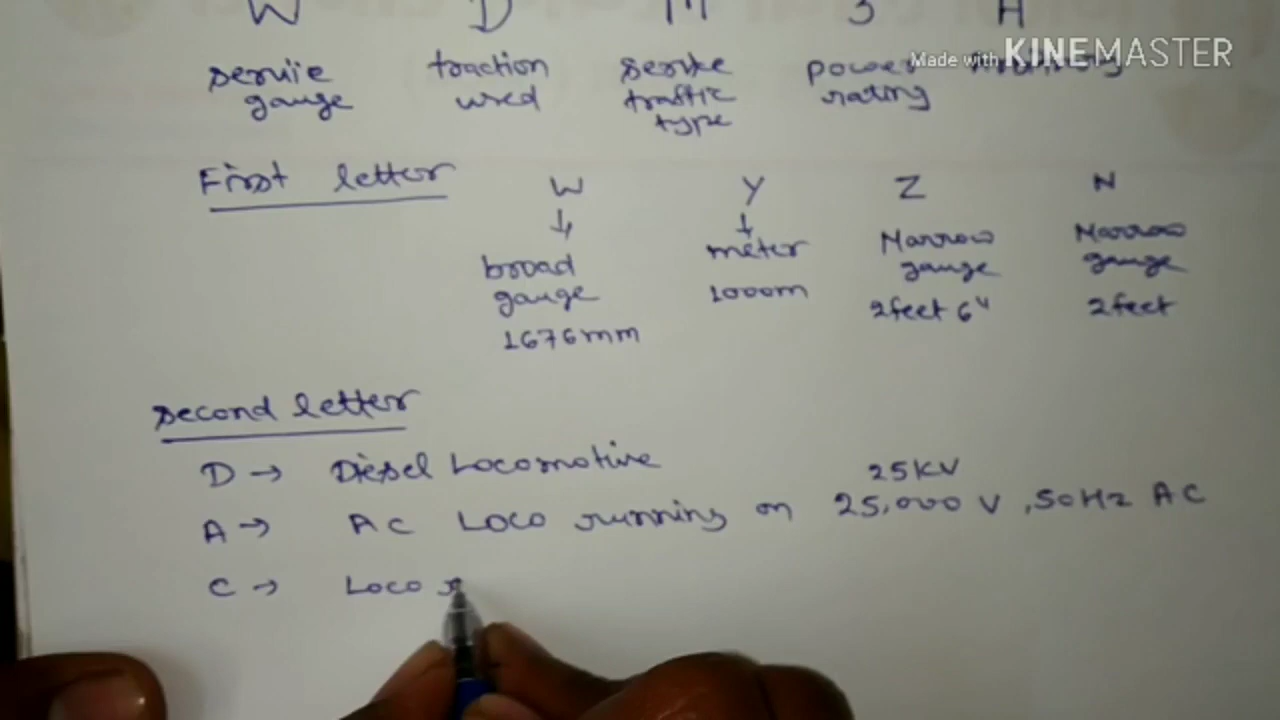 W D M 3 A
service traction service power
gauge used traffic rating
type
First letter W Y Z N
broad meter Narrow Narrow
gauge gauge gauge
1676mm 1000m 2feet 6" 2feet
Second letter
D → Diesel Locomotive
25KV
A → AC Loco running on 25,000 V, 50Hz AC
C → Loco
Made with KINEMASTER